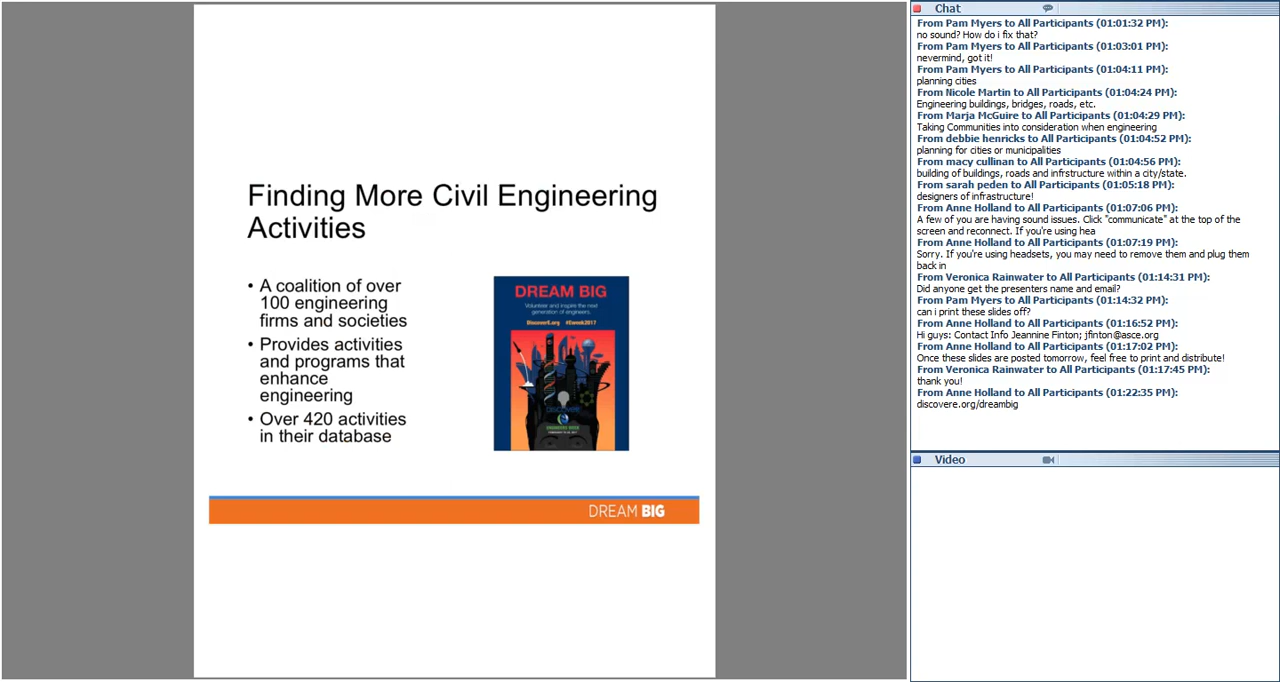 Finding More Civil Engineering
Activities
• A coalition of over
100 engineering
firms and societies
• Provides activities
and programs that
enhance
engineering
• Over 420 activities
in their database
DREAM BIG
Volunteer and inspire the next
generation of engineers.
DiscoverE.org #Eweek2017
DISCOVERE
ENGINEERS WEEK
DREAM BIG
Chat
From Pam Myers to All Participants (01:01:32 PM):
no sound? How do i fix that?
From Pam Myers to All Participants (01:03:01 PM):
nevermind, got it!
From Pam Myers to All Participants (01:04:11 PM):
planning cities
From Nicole Martin to All Participants (01:04:24 PM):
Engineering buildings, bridges, roads, etc.
From Marja McGuire to All Participants (01:04:29 PM):
Taking Communities into consideration when engineering
From debbie henricks to All Participants (01:04:52 PM):
planning for cities or municipalities
From macy cullinan to All Participants (01:04:56 PM):
building of buildings, roads and infrstructure within a city/state.
From sarah peden to All Participants (01:05:18 PM):
designers of infrastructure!
From Anne Holland to All Participants (01:07:06 PM):
A few of you are having sound issues. Click "communicate" at the top of the
screen and reconnect. If you're using hea
From Anne Holland to All Participants (01:07:19 PM):
Sorry. If you're using headsets, you may need to remove them and plug them
back in
From Veronica Rainwater to All Participants (01:14:31 PM):
Did anyone get the presenters name and email?
From Pam Myers to All Participants (01:14:32 PM):
can i print these slides off?
From Anne Holland to All Participants (01:16:52 PM):
Hi guys: Contact Info Jeannine Finton; jfinton@asce.org
From Anne Holland to All Participants (01:17:02 PM):
Once these slides are posted tomorrow, feel free to print and distribute!
From Veronica Rainwater to All Participants (01:17:45 PM):
thank you!
From Anne Holland to All Participants (01:22:35 PM):
discovere.org/dreambig
Video